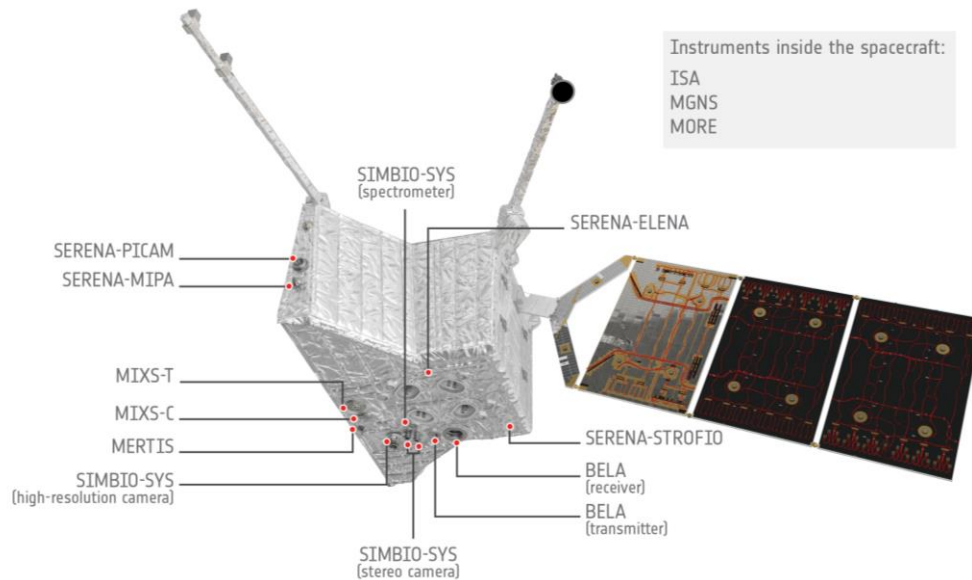 Instruments inside the spacecraft:
ISA
MGNS
MORE
SIMBIO-SYS
(spectrometer)
SERENA-ELENA
SERENA-PICAM
SERENA-MIPA
MIXS-T
MIXS-C
MERTIS
SIMBIO-SYS
(high-resolution camera)
SERENA-STROFIO
BELA
(receiver)
BELA
(transmitter)
SIMBIO-SYS
(stereo camera)